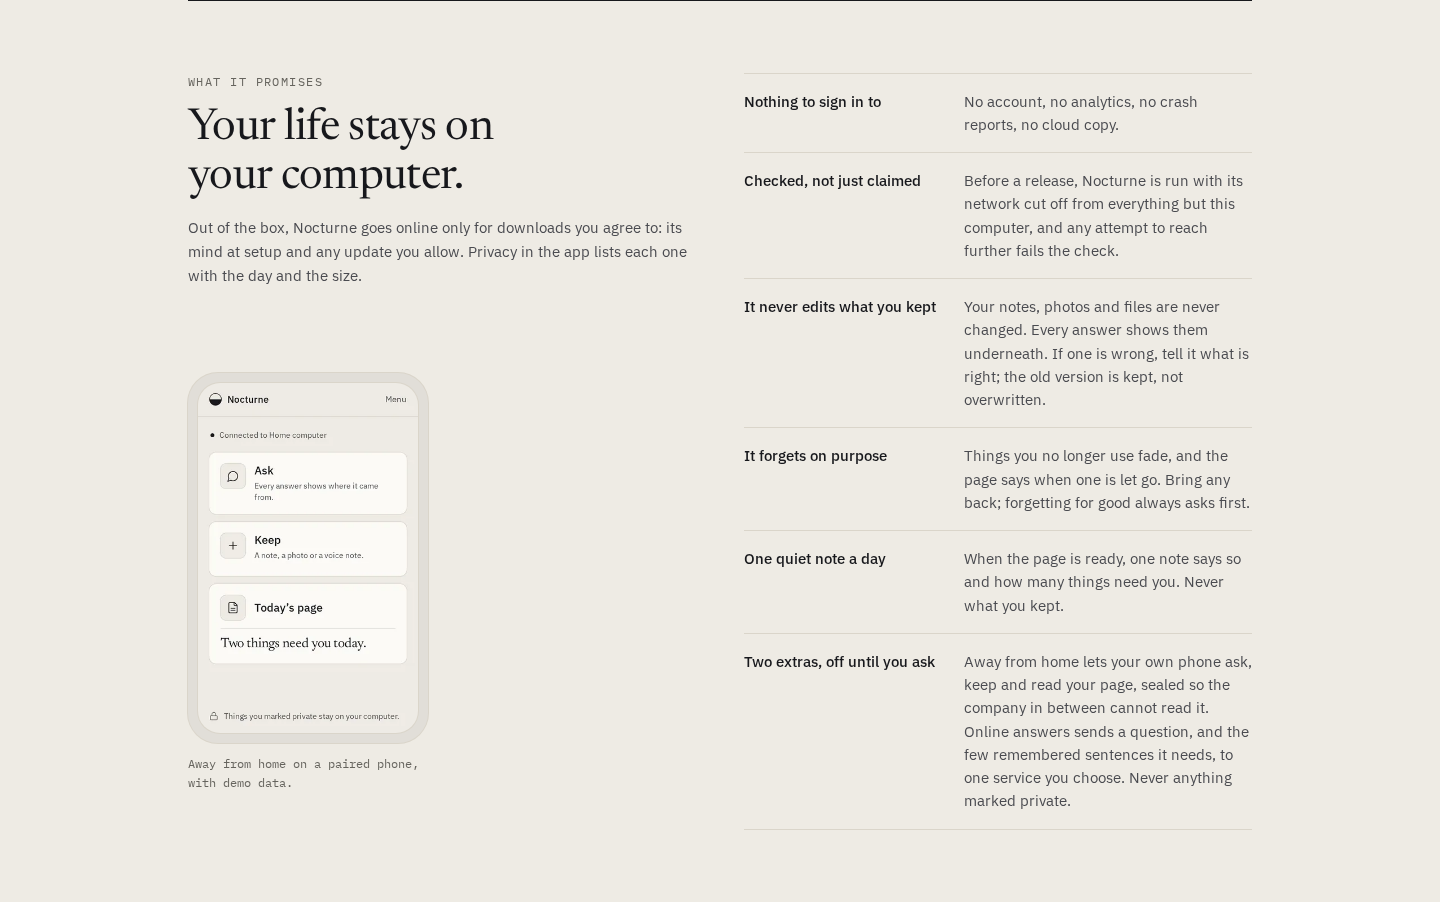 WHAT IT PROMISES
Your life stays on
your computer.
Out of the box, Nocturne goes online only for downloads you agree to: its
mind at setup and any update you allow. Privacy in the app lists each one
with the day and the size.
Nocturne
Menu
Connected to Home computer
Ask
Every answer shows where it came
from.
Keep
A note, a photo or a voice note.
Today’s page
Two things need you today.
Things you marked private stay on your computer.
Away from home on a paired phone,
with demo data.
Nothing to sign in to
No account, no analytics, no crash
reports, no cloud copy.
Checked, not just claimed
Before a release, Nocturne is run with its
network cut off from everything but this
computer, and any attempt to reach
further fails the check.
It never edits what you kept
Your notes, photos and files are never
changed. Every answer shows them
underneath. If one is wrong, tell it what is
right; the old version is kept, not
overwritten.
It forgets on purpose
Things you no longer use fade, and the
page says when one is let go. Bring any
back; forgetting for good always asks first.
One quiet note a day
When the page is ready, one note says so
and how many things need you. Never
what you kept.
Two extras, off until you ask
Away from home lets your own phone ask,
keep and read your page, sealed so the
company in between cannot read it.
Online answers sends a question, and the
few remembered sentences it needs, to
one service you choose. Never anything
marked private.